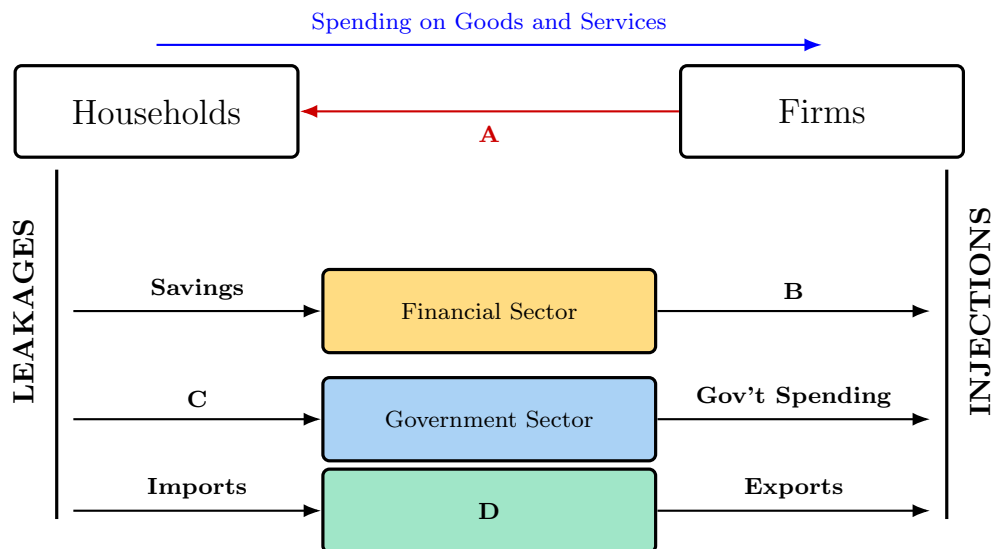 Spending on Goods and Services
Households
Firms
A
LEAKAGES
INJECTIONS
Savings
Financial Sector
B
C
Government Sector
Gov't Spending
Imports
D
Exports